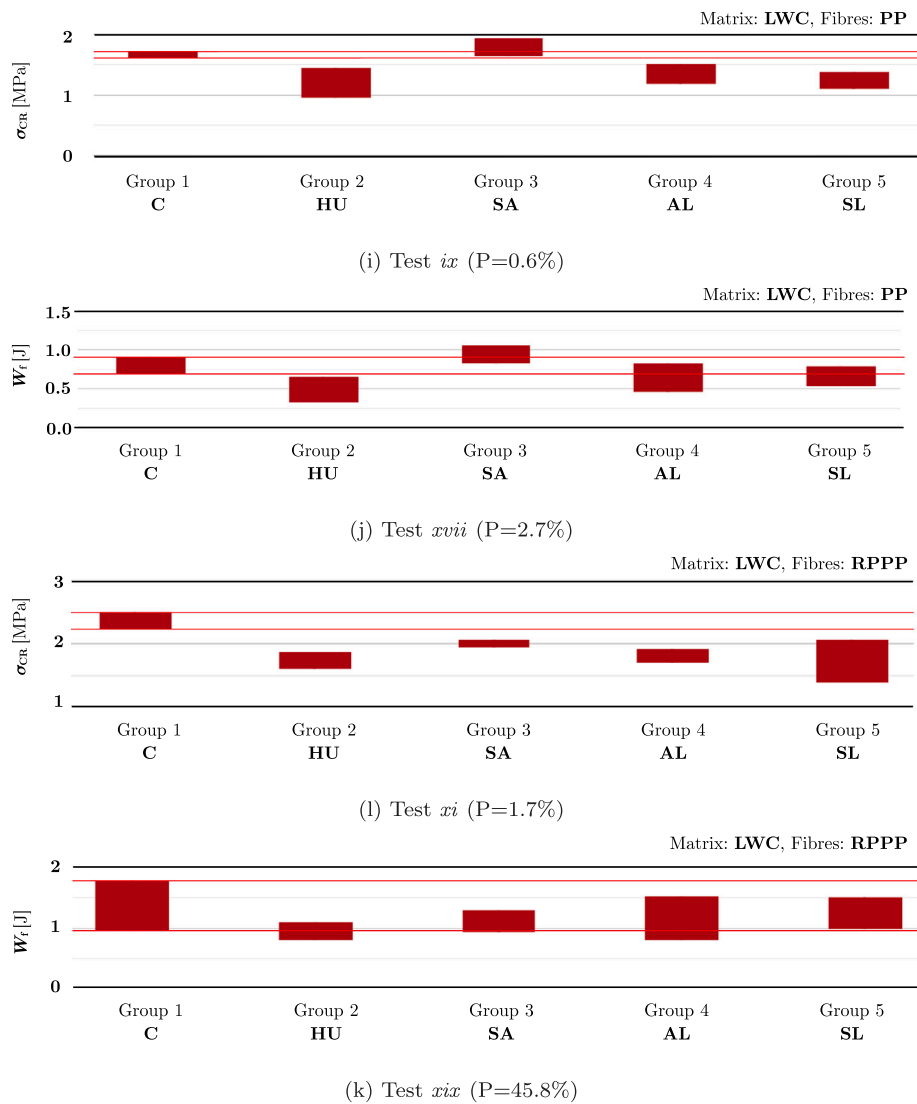 Matrix: LWC, Fibres: PP
2
1
0
σCR [MPa]
Group 1 Group 2 Group 3 Group 4 Group 5
C HU SA AL SL
(i) Test ix (P=0.6%)
Matrix: LWC, Fibres: PP
1.5
1.0
0.5
0.0
Wf [J]
Group 1 Group 2 Group 3 Group 4 Group 5
C HU SA AL SL
(j) Test xvii (P=2.7%)
Matrix: LWC, Fibres: RPPP
3
2
1
σCR [MPa]
Group 1 Group 2 Group 3 Group 4 Group 5
C HU SA AL SL
(l) Test xi (P=1.7%)
Matrix: LWC, Fibres: RPPP
2
1
0
Wf [J]
Group 1 Group 2 Group 3 Group 4 Group 5
C HU SA AL SL
(k) Test xix (P=45.8%)